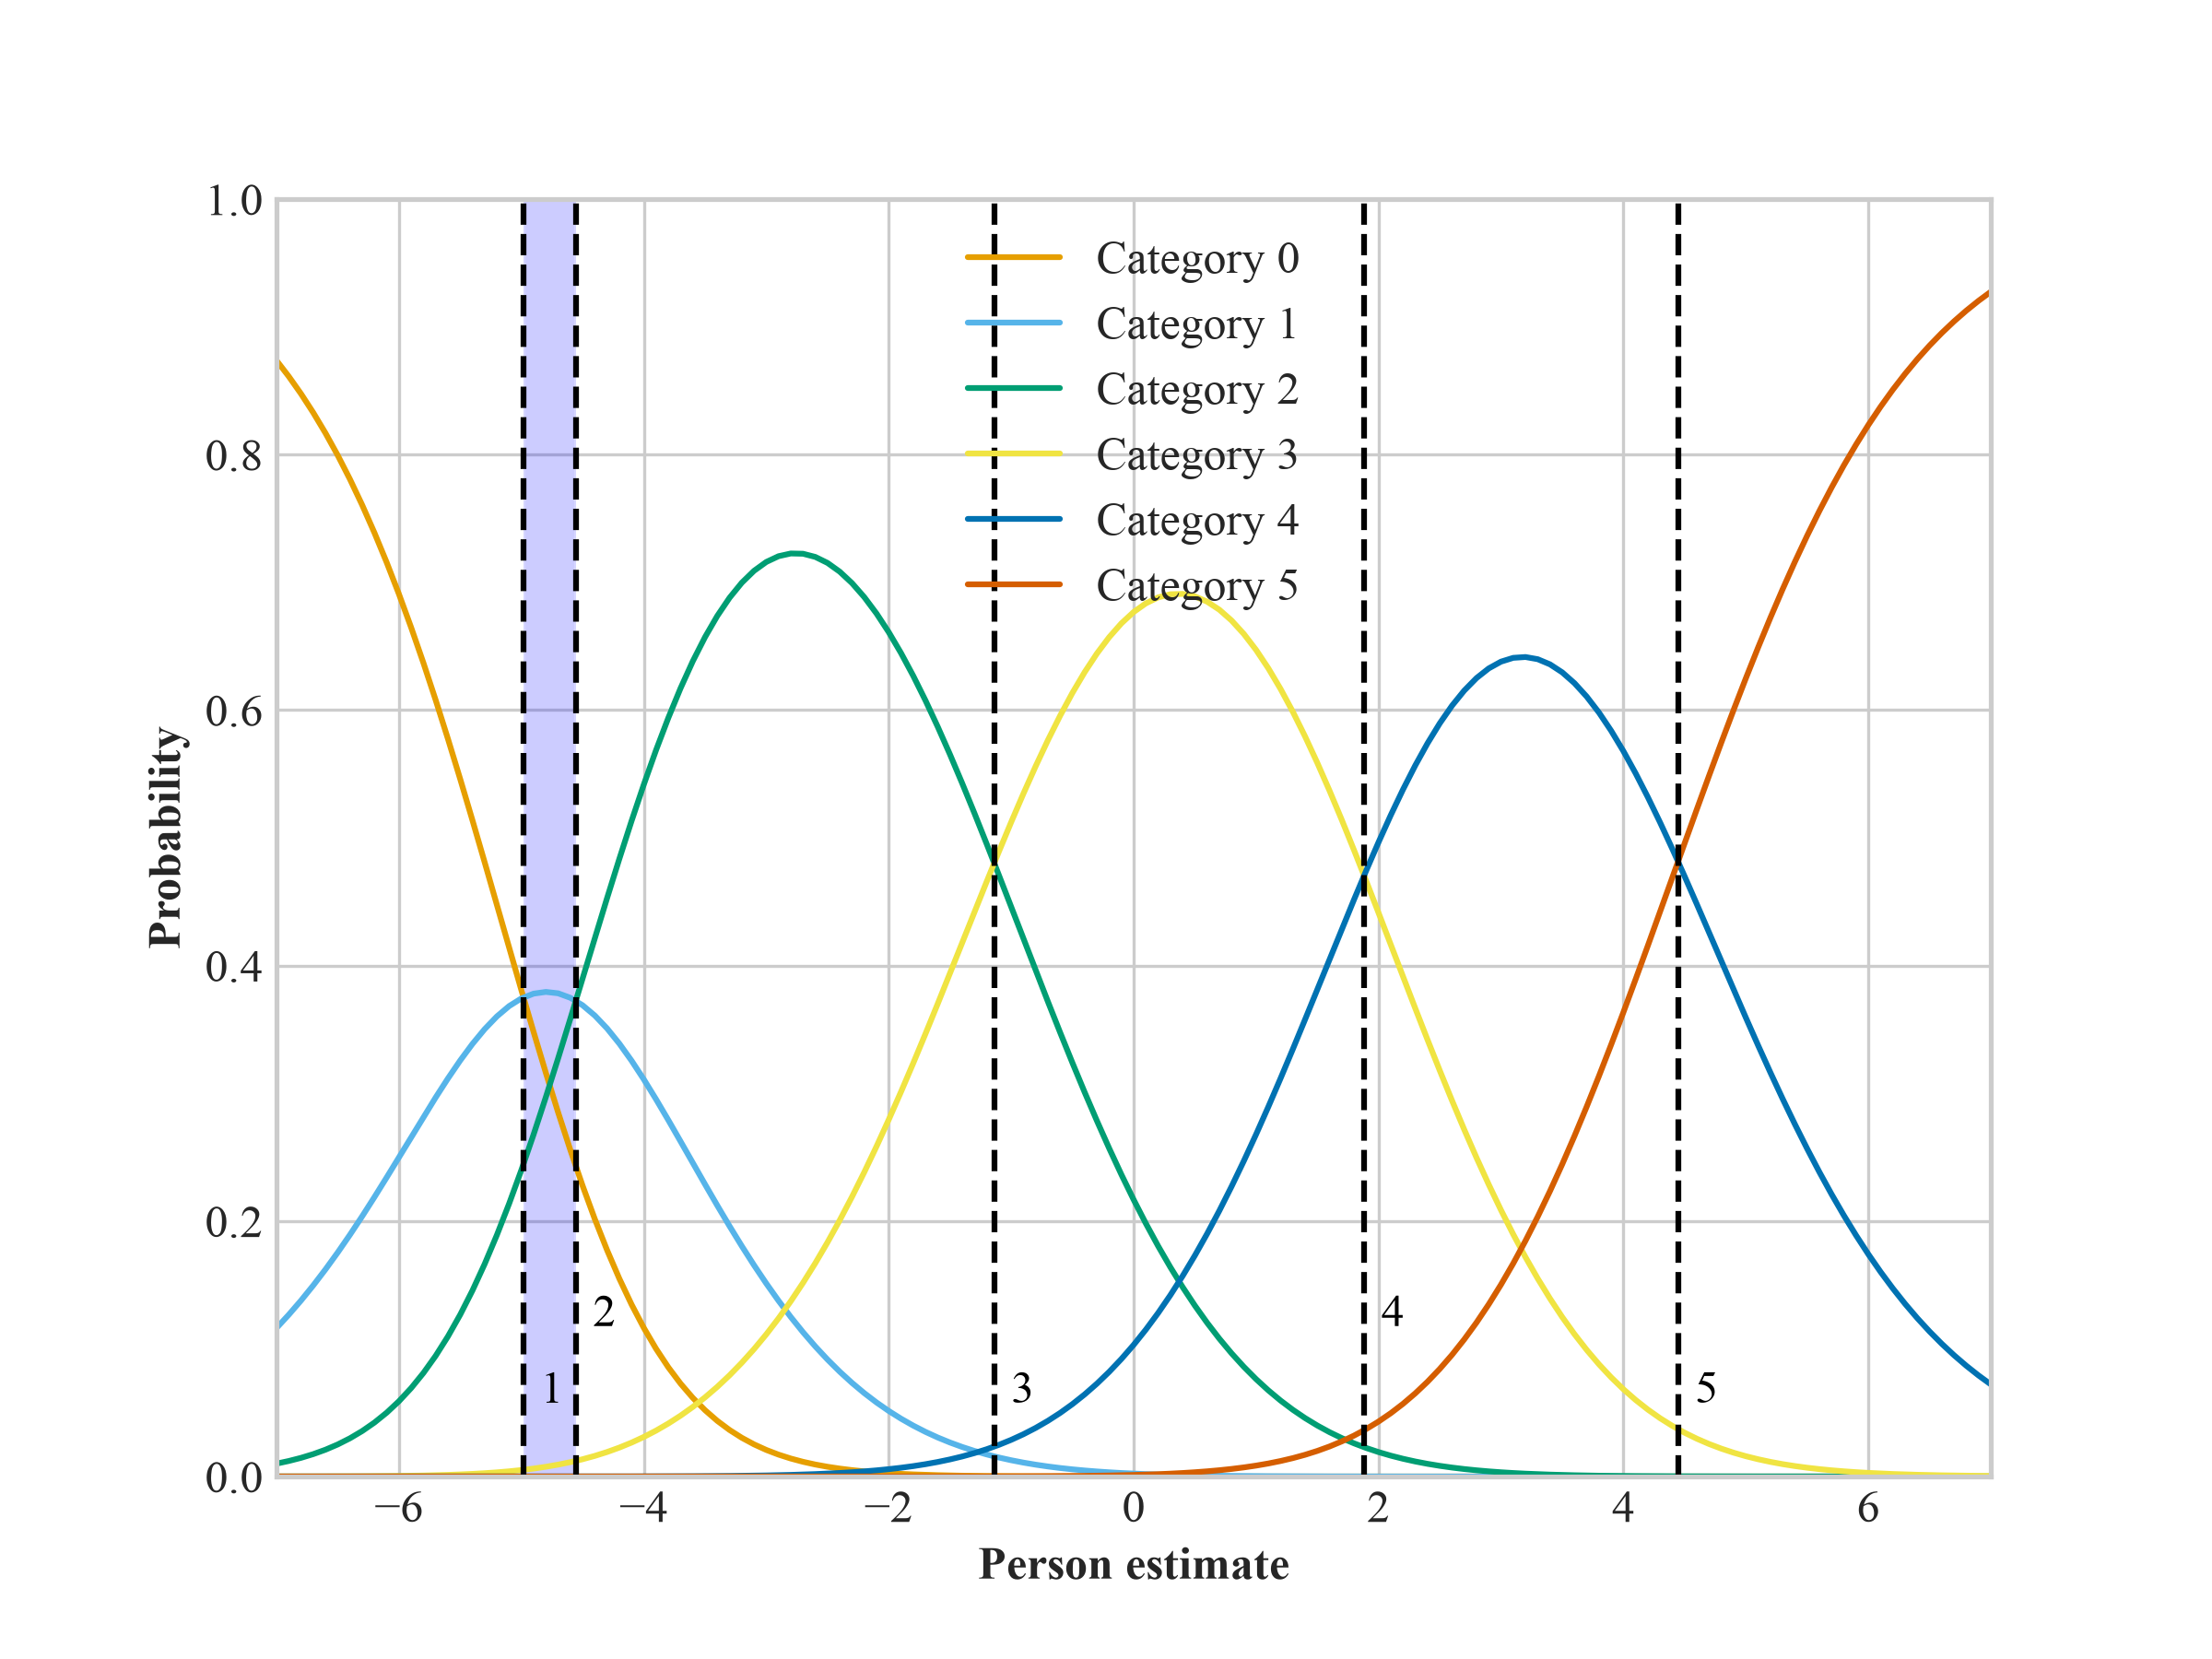 1.0
0.8
0.6
0.4
0.2
0.0
Probability
Category 0
Category 1
Category 2
Category 3
Category 4
Category 5
1
2
3
4
5
−6
−4
−2
0
2
4
6
Person estimate